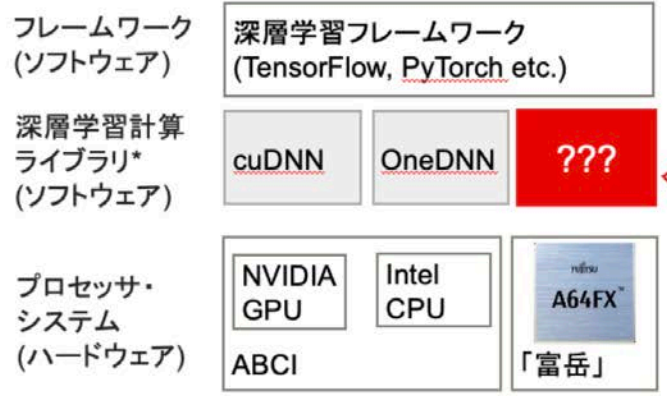 フレームワーク
(ソフトウェア)
深層学習フレームワーク
(TensorFlow, PyTorch etc.)
深層学習計算
ライブラリ*
(ソフトウェア)
cuDNN
OneDNN
???
プロセッサ・
システム
(ハードウェア)
NVIDIA
GPU
Intel
CPU
ABCI
FUJITSU
A64FX™
「富岳」